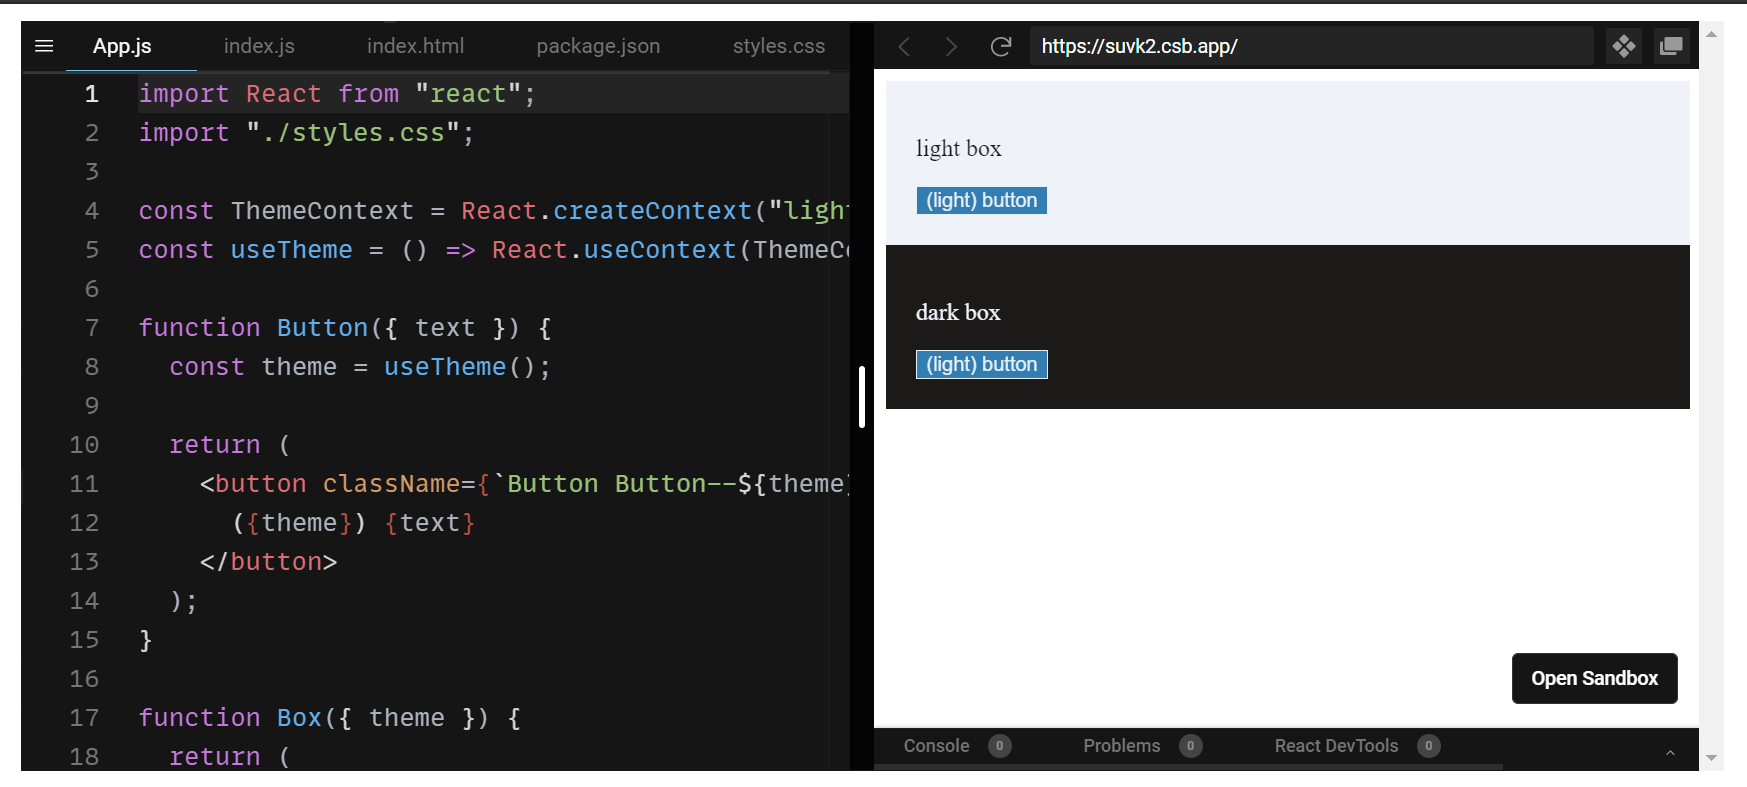 App.js index.js index.html package.json styles.css
1 import React from "react";
2 import "./styles.css";
3
4 const ThemeContext = React.createContext("ligh
5 const useTheme = () => React.useContext(ThemeC
6
7 function Button({ text }) {
8 const theme = useTheme();
9
10 return (
11 <button className={`Button Button--${theme}
12 ({theme}) {text}
13 </button>
14 );
15 }
16
17 function Box({ theme }) {
18 return (
https://suvk2.csb.app/
light box
(light) button
dark box
(light) button
Open Sandbox
Console 0 Problems 0 React DevTools 0